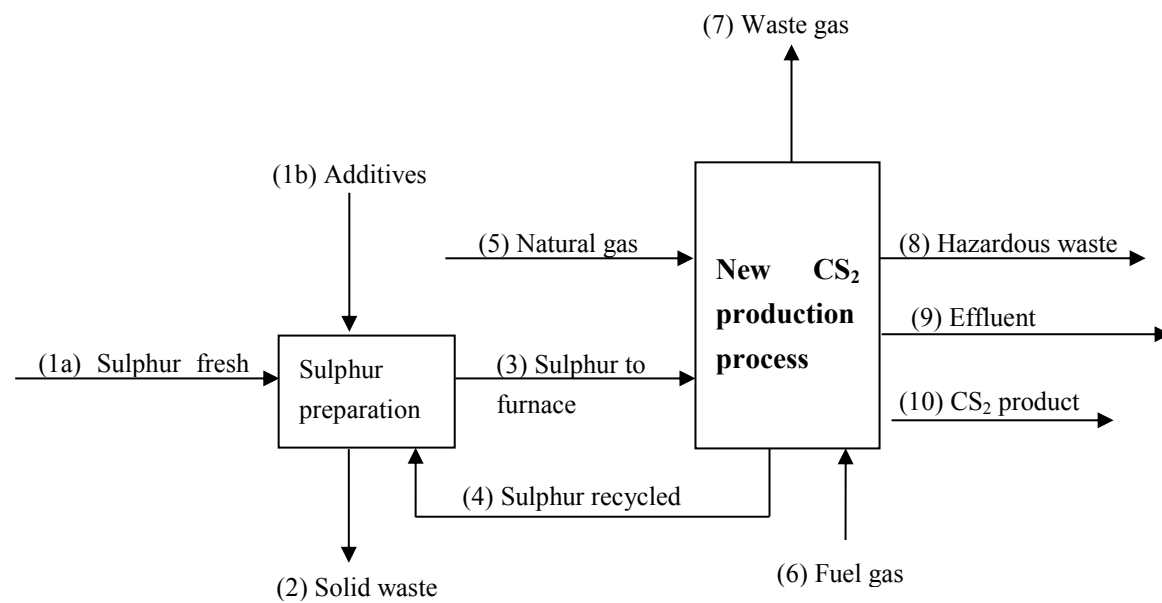 (7) Waste gas
(1b) Additives
(5) Natural gas
New CS₂
production
process
(8) Hazardous waste
(9) Effluent
(1a) Sulphur fresh
Sulphur
preparation
(3) Sulphur to
furnace
(10) CS₂ product
(4) Sulphur recycled
(2) Solid waste
(6) Fuel gas